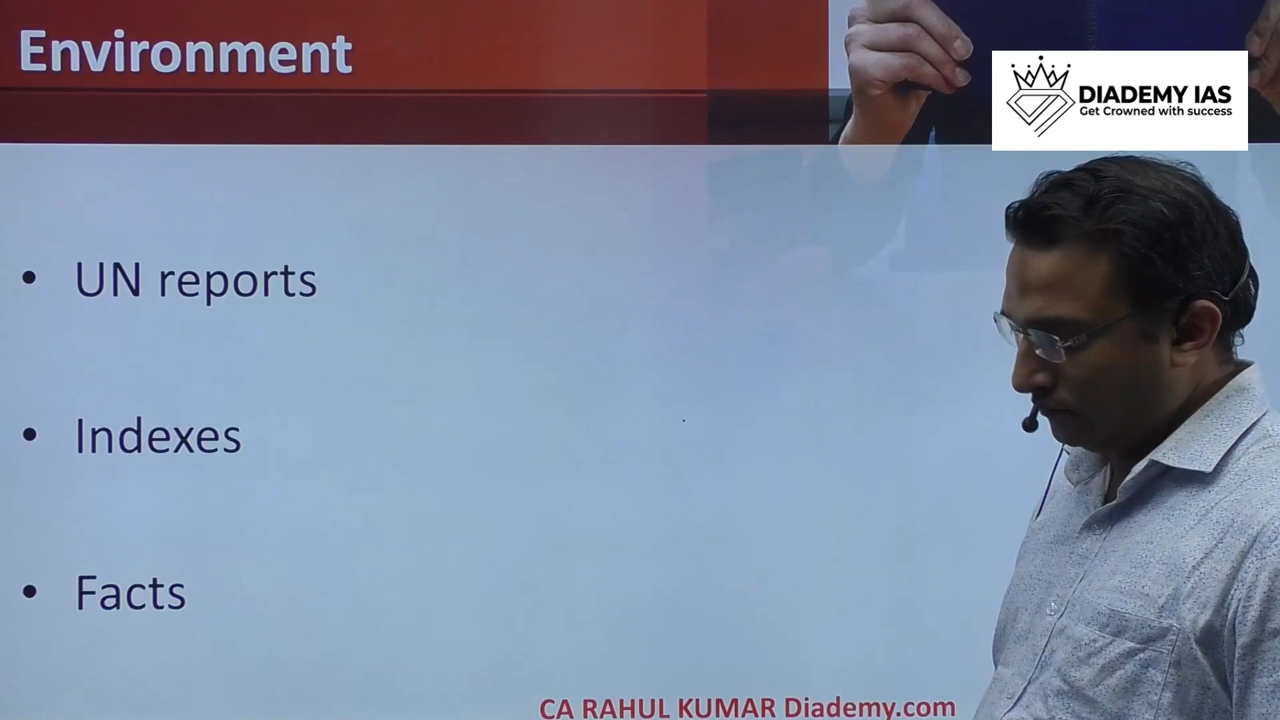 Environment
DIADEMY IAS
Get Crowned with success
• UN reports
• Indexes
• Facts
CA RAHUL KUMAR Diademy.com